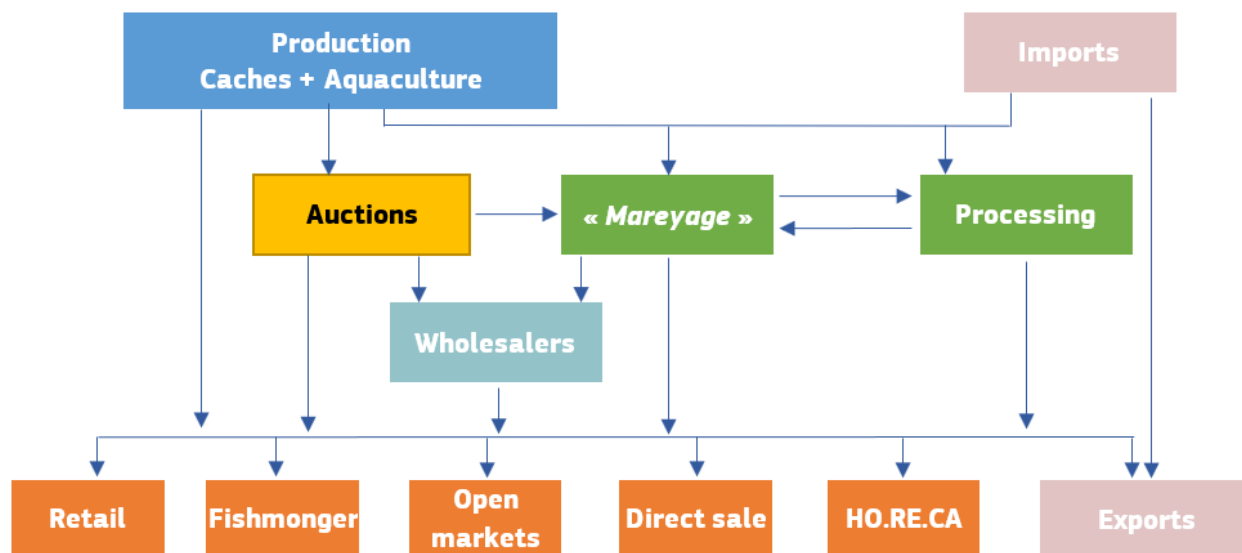 Production
Caches + Aquaculture
Imports
Auctions
« Mareyage »
Processing
Wholesalers
Retail
Fishmonger
Open
markets
Direct sale
HO.RE.CA
Exports